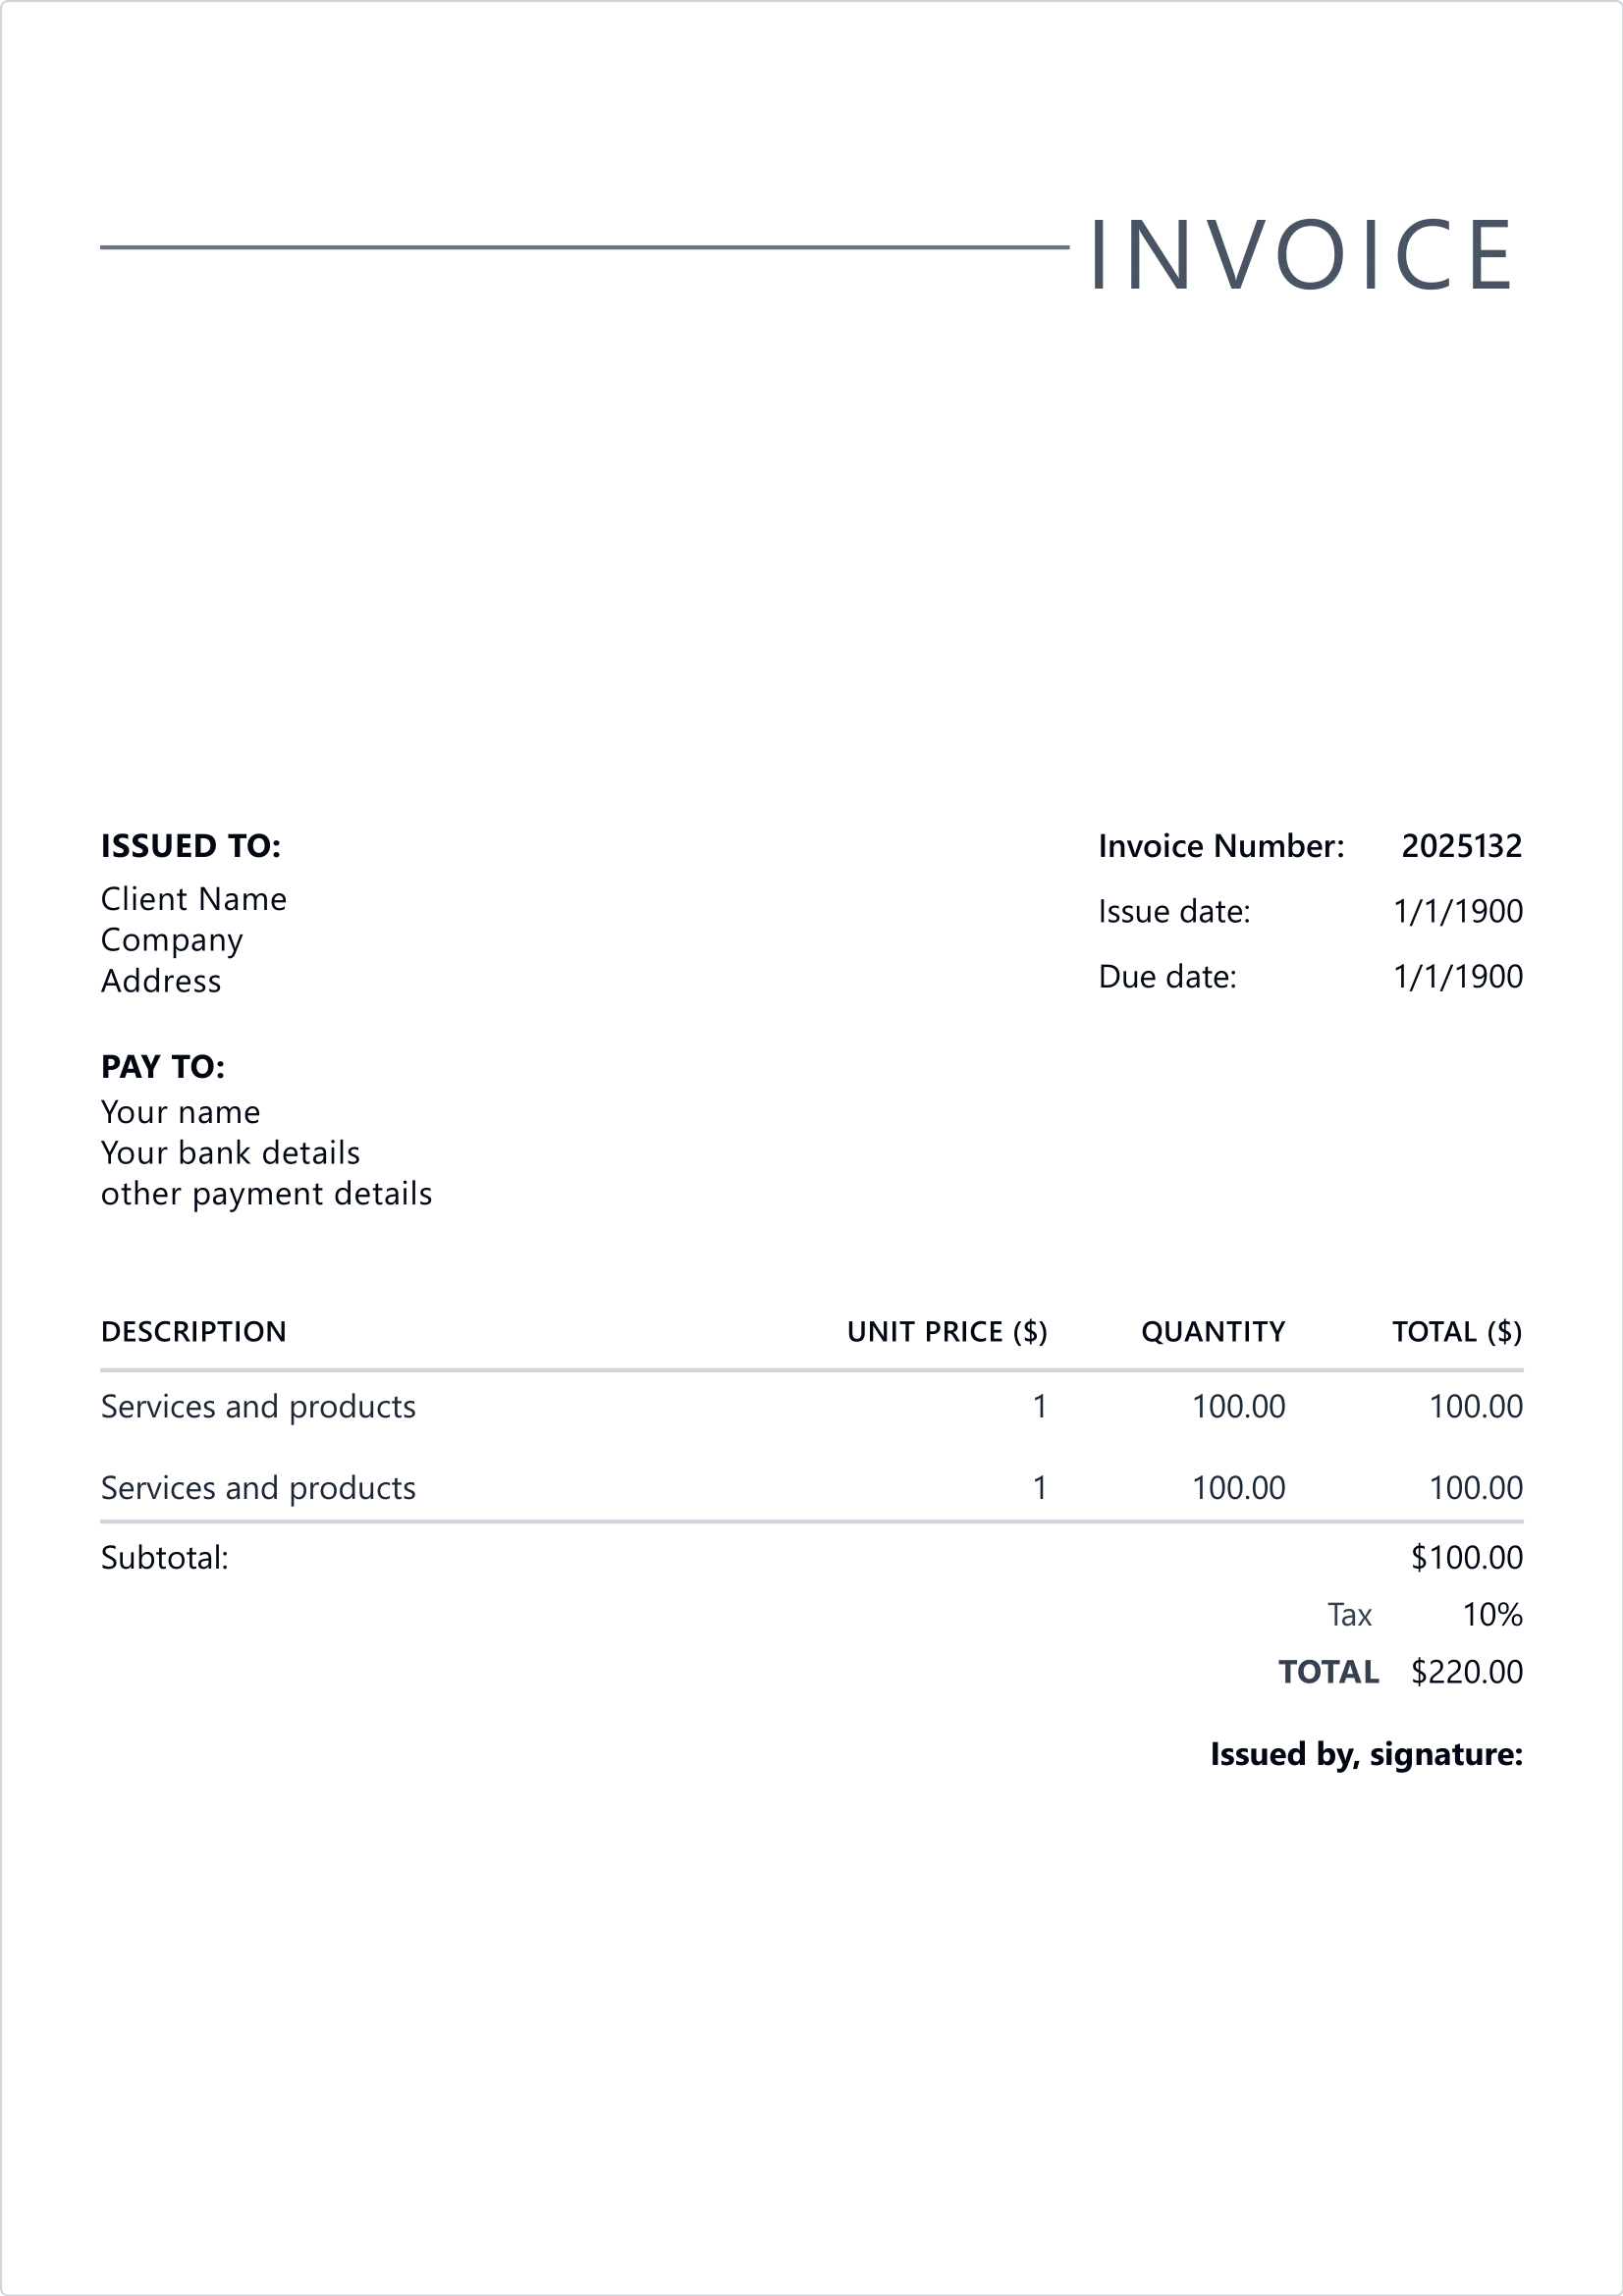 INVOICE
ISSUED TO:
Client Name
Company
Address
Invoice Number: 2025132
Issue date: 1/1/1900
Due date: 1/1/1900
PAY TO:
Your name
Your bank details
other payment details
DESCRIPTION UNIT PRICE ($) QUANTITY TOTAL ($)
Services and products 1 100.00 100.00
Services and products 1 100.00 100.00
Subtotal: $100.00
Tax 10%
TOTAL $220.00
Issued by, signature: